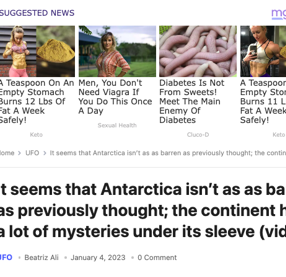 SUGGESTED NEWS
A Teaspoon On An
Empty Stomach
Burns 12 Lbs Of
Fat A Week
Safely!
Keto
Men, You Don't
Need Viagra If
You Do This Once
A Day
Sexual Health
Diabetes Is Not
From Sweets!
Meet The Main
Enemy Of
Diabetes
Gluco-D
A Teaspoo
Empty Sto
Burns 11 L
Fat A Wee
Safely!
Keto
ome > UFO > It seems that Antarctica isn't as as barren as previously thought; the contin
t seems that Antarctica isn't as as ba
as previously thought; the continent h
a lot of mysteries under its sleeve (vid
UFO • Beatriz Ali • January 4, 2023 • 0 Comment